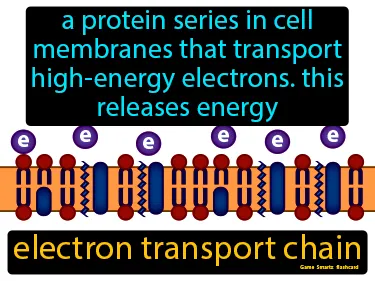 a protein series in cell
membranes that transport
high-energy electrons. this
releases energy
e e e e e e
electron transport chain
Game Smartz flashcard